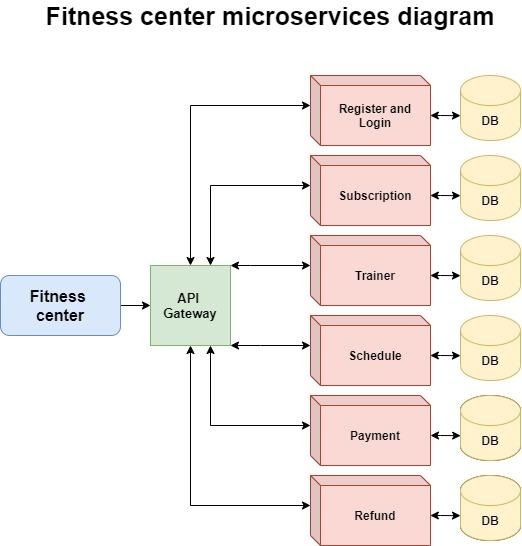 Fitness center microservices diagram
Register and
Login
DB
Subscription
DB
Fitness
center
API
Gateway
Trainer
DB
Schedule
DB
Payment
DB
Refund
DB